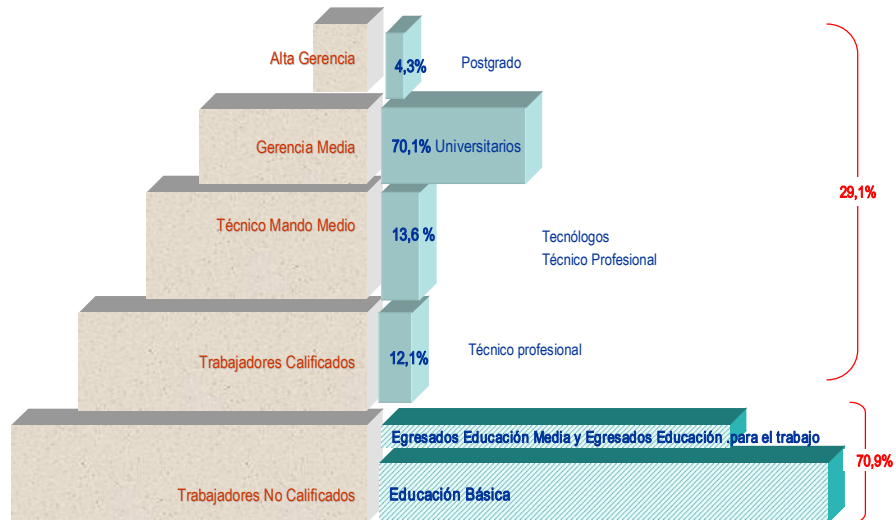 Alta Gerencia
4,3%
Postgrado
Gerencia Media
70,1% Universitarios
29,1%
Técnico Mando Medio
13,6 %
Tecnólogos
Técnico Profesional
Trabajadores Calificados
12,1%
Técnico profesional
Egresados Educación Media y Egresados Educación .para el trabajo
70,9%
Trabajadores No Calificados
Educación Básica